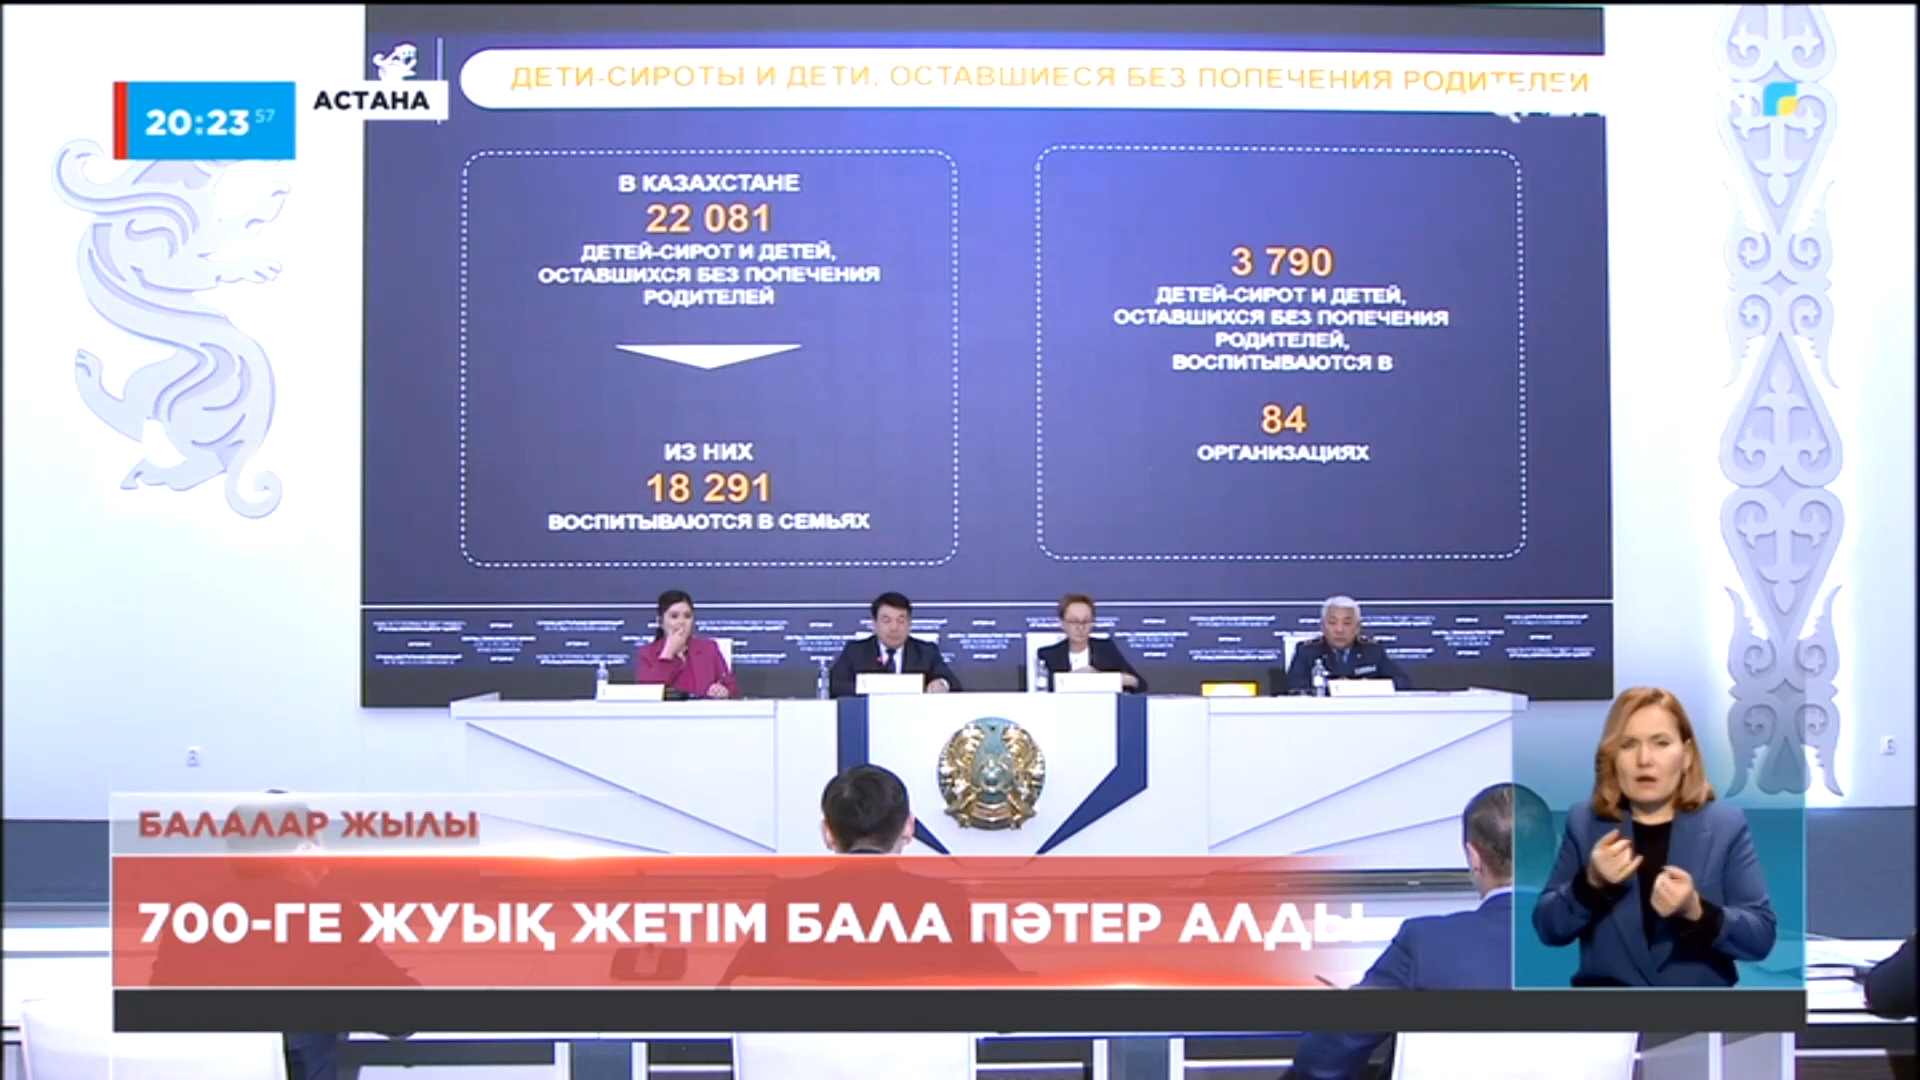 ДЕТИ-СИРОТЫ И ДЕТИ, ОСТАВШИЕСЯ БЕЗ ПОПЕЧЕНИЯ РОДИТЕЛЕЙ
20:23 57
АСТАНА
В КАЗАХСТАНЕ
22 081
ДЕТЕЙ-СИРОТ И ДЕТЕЙ,
ОСТАВШИХСЯ БЕЗ ПОПЕЧЕНИЯ
РОДИТЕЛЕЙ
ИЗ НИХ
18 291
ВОСПИТЫВАЮТСЯ В СЕМЬЯХ
3 790
ДЕТЕЙ-СИРОТ И ДЕТЕЙ,
ОСТАВШИХСЯ БЕЗ ПОПЕЧЕНИЯ
РОДИТЕЛЕЙ,
ВОСПИТЫВАЮТСЯ В
84
ОРГАНИЗАЦИЯХ
БАЛАЛАР ЖЫЛЫ
700-ГЕ ЖУЫҚ ЖЕТІМ БАЛА ПӘТЕР АЛДЫ